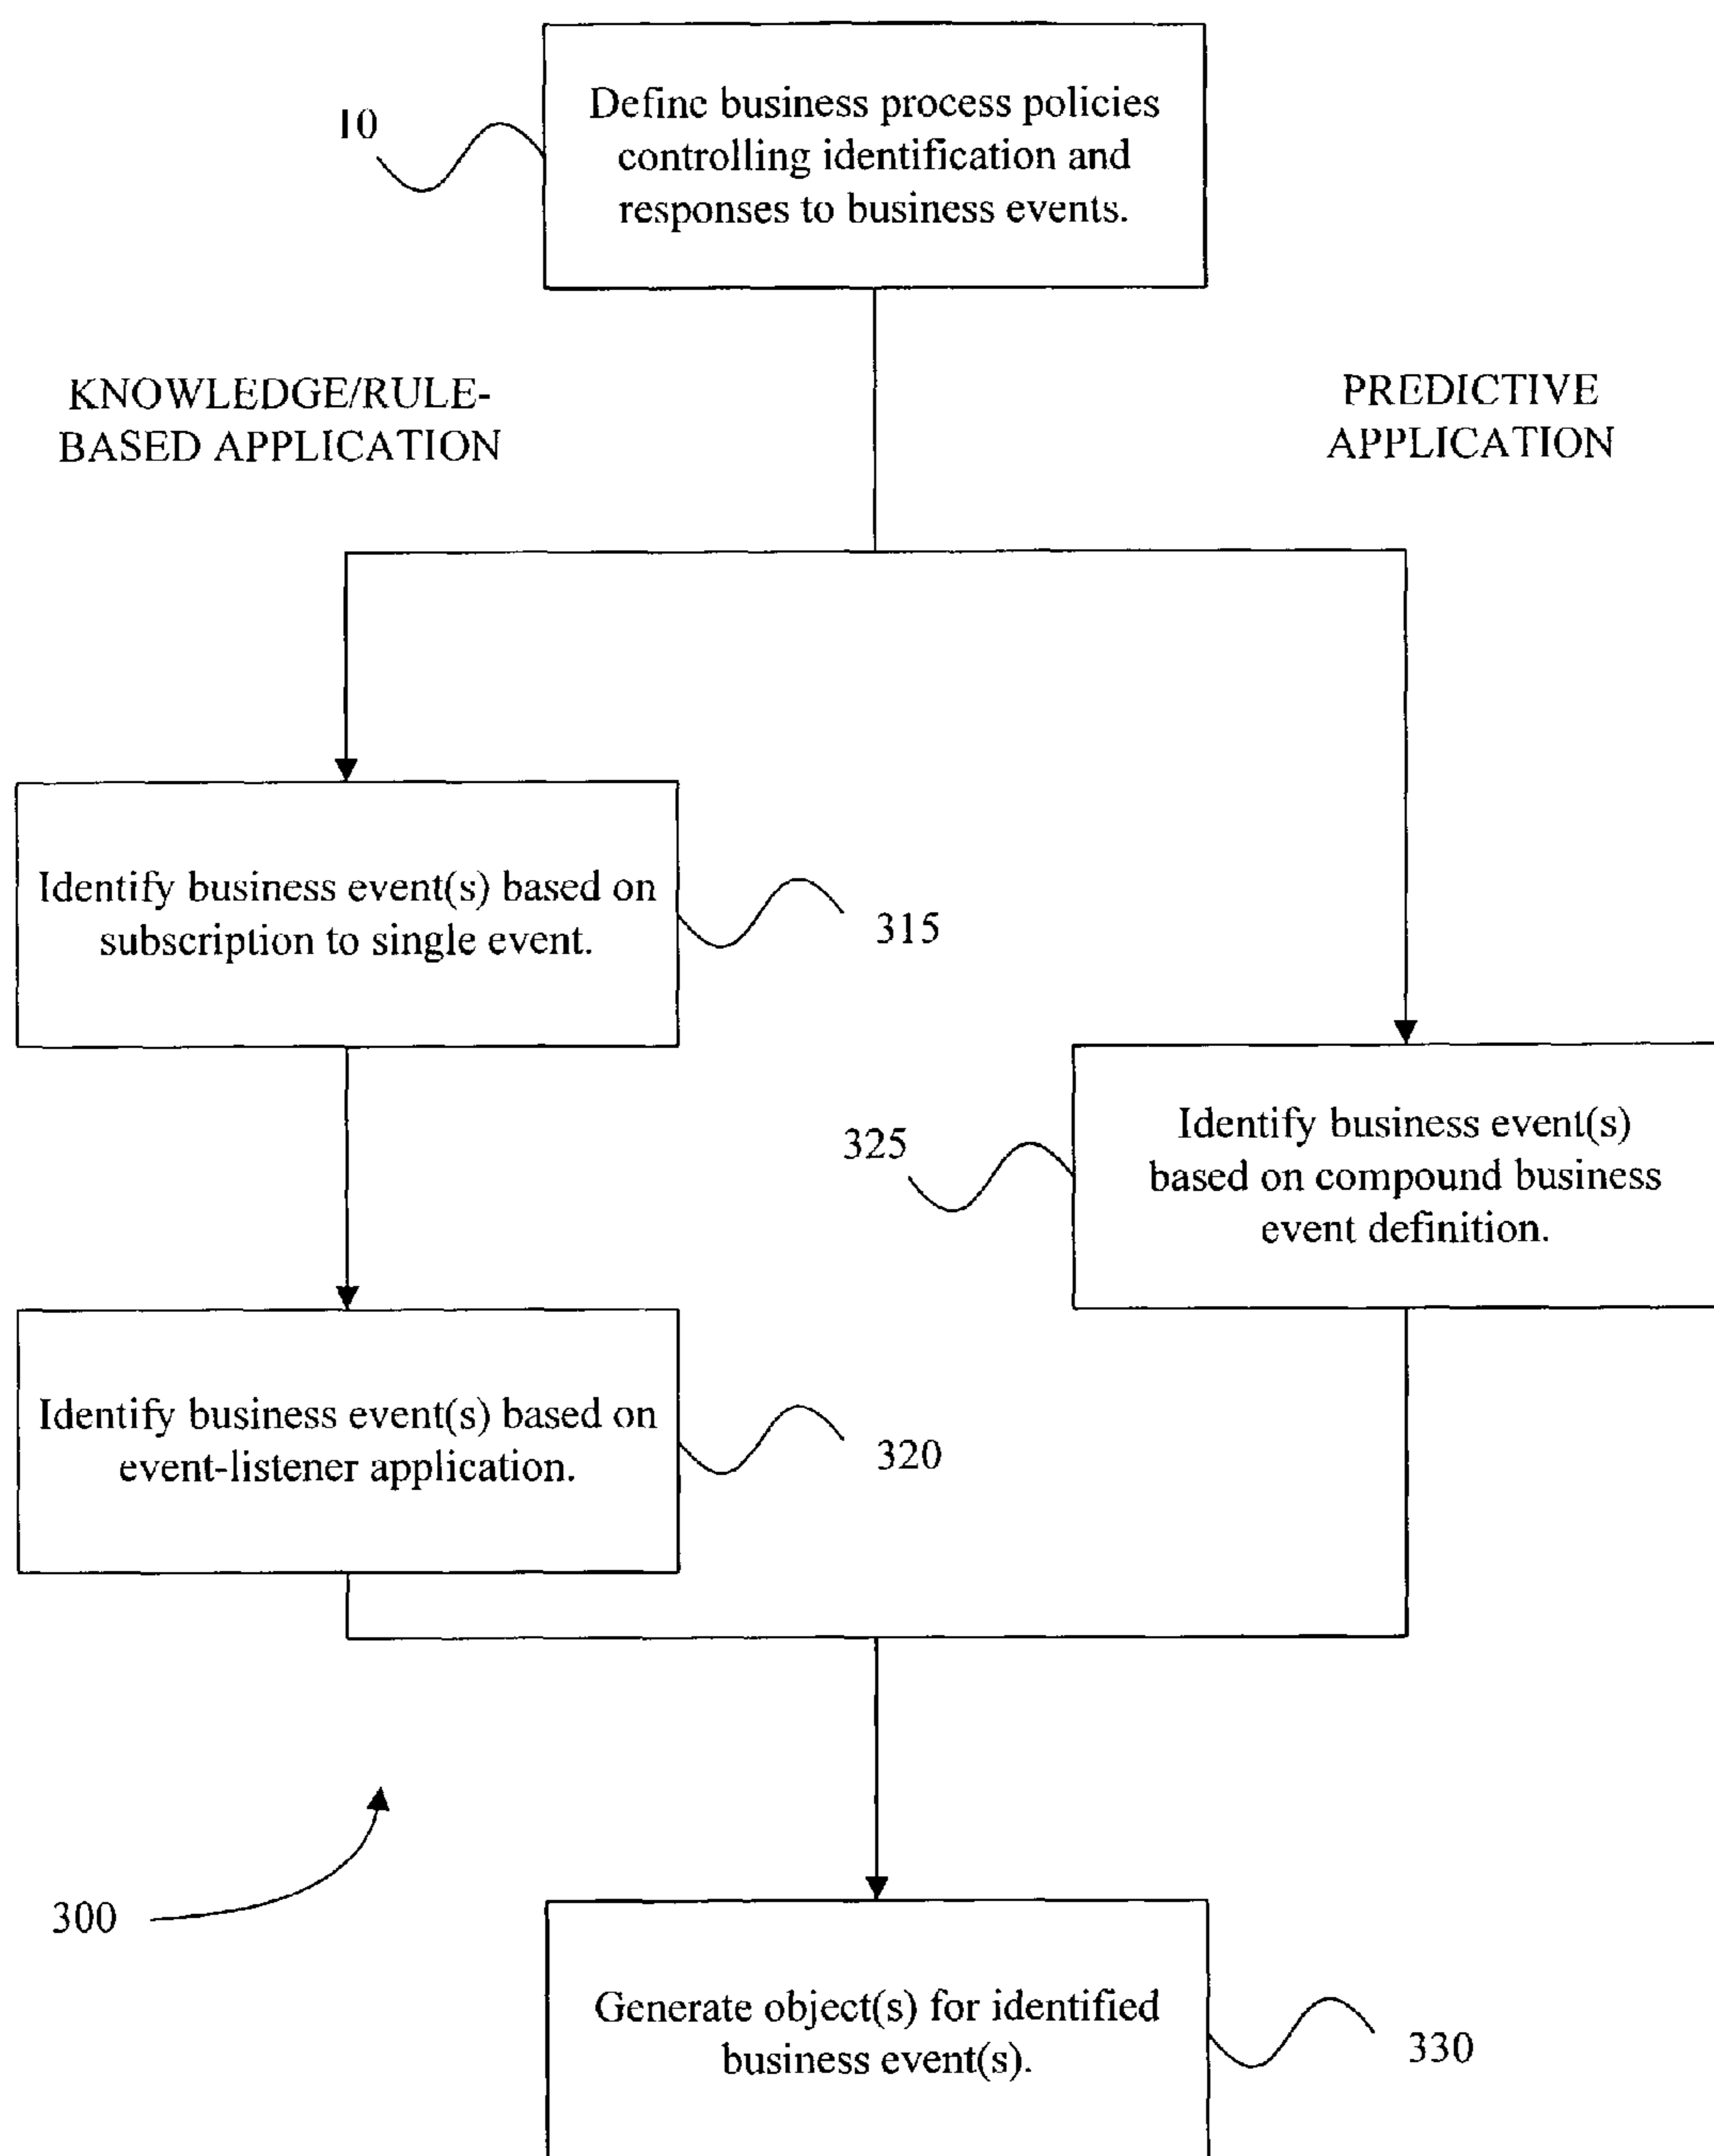 10
Define business process policies
controlling identification and
responses to business events.
KNOWLEDGE/RULE-
BASED APPLICATION
PREDICTIVE
APPLICATION
Identify business event(s) based on
subscription to single event.
315
325
Identify business event(s)
based on compound business
event definition.
Identify business event(s) based on
event-listener application.
320
300
Generate object(s) for identified
business event(s).
330